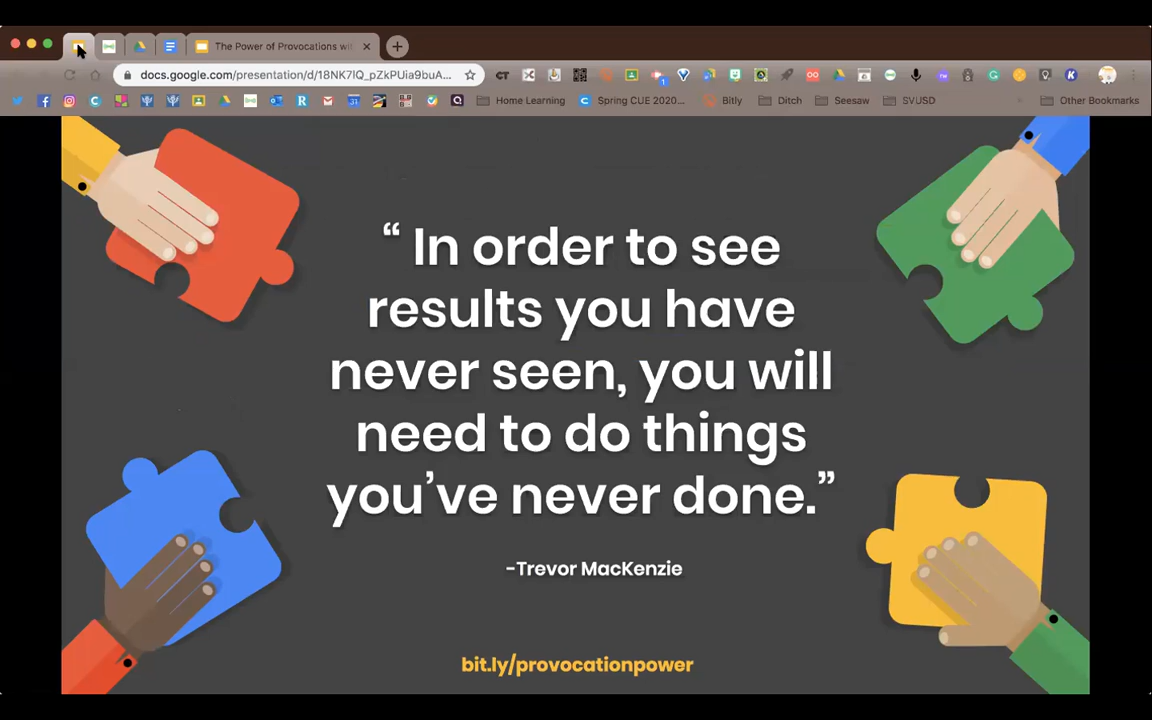 The Power of Provocations wit
docs.google.com/presentation/d/18NK7IQ_pZkPUia9buA...
Home Learning
Spring CUE 2020...
Bitly
Ditch
Seesaw
SVUSD
Other Bookmarks
“ In order to see
results you have
never seen, you will
need to do things
you’ve never done.”
-Trevor MacKenzie
bit.ly/provocationpower